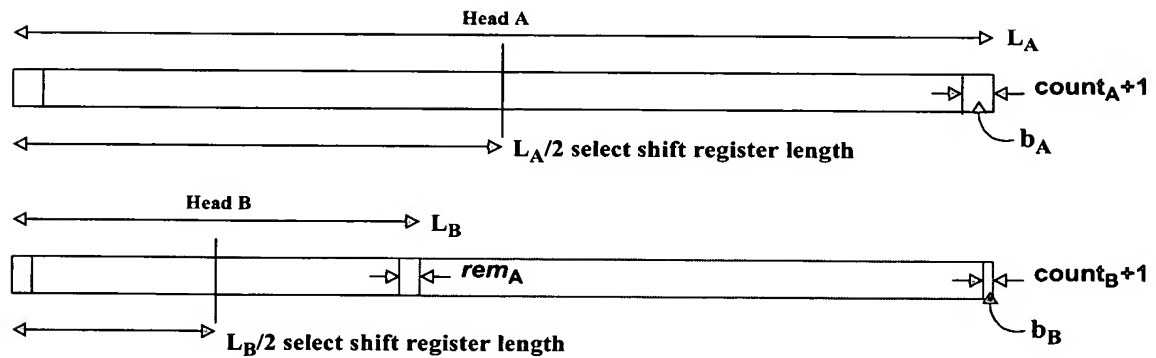 Head A
L_A
count_A+1
b_A
L_A/2 select shift register length
Head B
L_B
rem_A
count_B+1
b_B
L_B/2 select shift register length